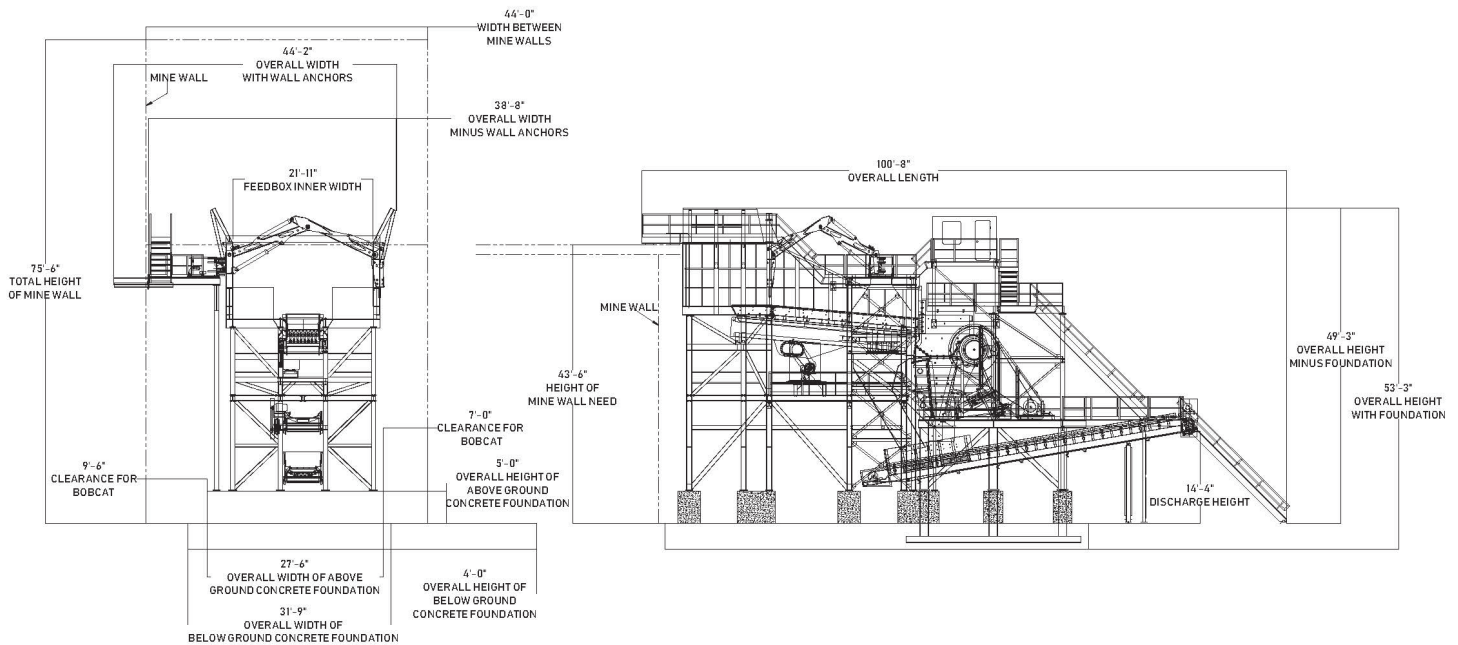 44'-0"
WIDTH BETWEEN
MINE WALLS
44'-2"
OVERALL WIDTH
WITH WALL ANCHORS
MINE WALL
38'-8"
OVERALL WIDTH
MINUS WALL ANCHORS
21'-11"
FEEDBOX INNER WIDTH
75'-6"
TOTAL HEIGHT
OF MINE WALL
9'-6"
CLEARANCE FOR
BOBCAT
7'-0"
CLEARANCE FOR
BOBCAT
5'-0"
OVERALL HEIGHT OF
ABOVE GROUND
CONCRETE FOUNDATION
27'-6"
OVERALL WIDTH OF ABOVE
GROUND CONCRETE FOUNDATION
4'-0"
OVERALL HEIGHT OF
BELOW GROUND
CONCRETE FOUNDATION
31'-9"
OVERALL WIDTH OF
BELOW GROUND CONCRETE FOUNDATION
100'-8"
OVERALL LENGTH
MINE WALL
43'-6"
HEIGHT OF
MINE WALL NEED
49'-3"
OVERALL HEIGHT
MINUS FOUNDATION
53'-3"
OVERALL HEIGHT
WITH FOUNDATION
14'-4"
DISCHARGE HEIGHT